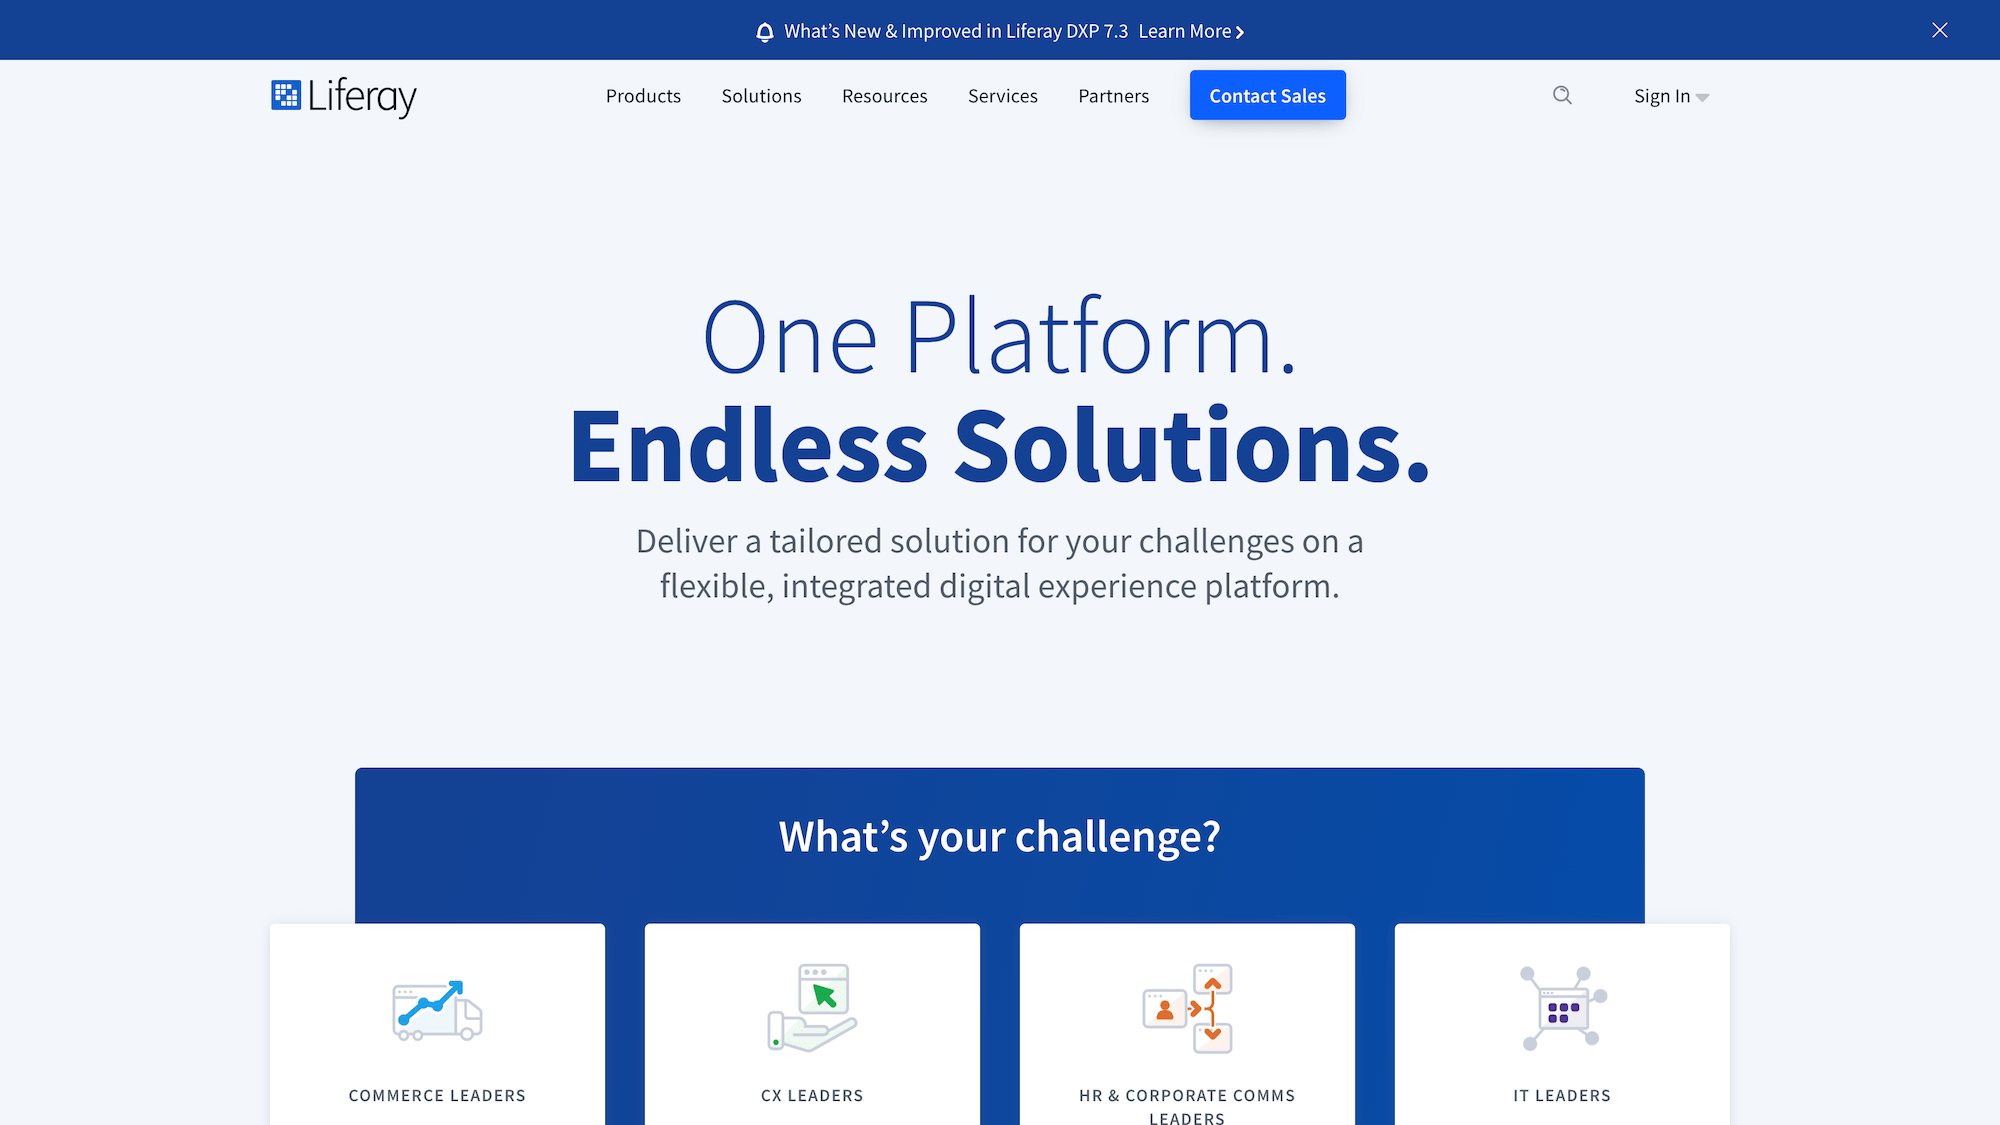 What’s New & Improved in Liferay DXP 7.3 Learn More
Liferay
Products Solutions Resources Services Partners Contact Sales Sign In
One Platform.
Endless Solutions.
Deliver a tailored solution for your challenges on a
flexible, integrated digital experience platform.
What’s your challenge?
COMMERCE LEADERS
CX LEADERS
HR & CORPORATE COMMS
LEADERS
IT LEADERS